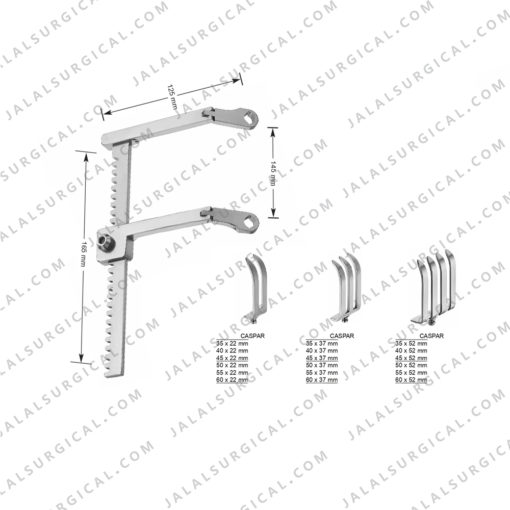 JALALSURGICAL.COM
125 mm
145 mm
165 mm
CASPAR
35 x 22 mm
40 x 22 mm
45 x 22 mm
50 x 22 mm
55 x 22 mm
60 x 22 mm
CASPAR
35 x 37 mm
40 x 37 mm
45 x 37 mm
50 x 37 mm
55 x 37 mm
60 x 37 mm
CASPAR
35 x 52 mm
40 x 52 mm
45 x 52 mm
50 x 52 mm
55 x 52 mm
60 x 52 mm